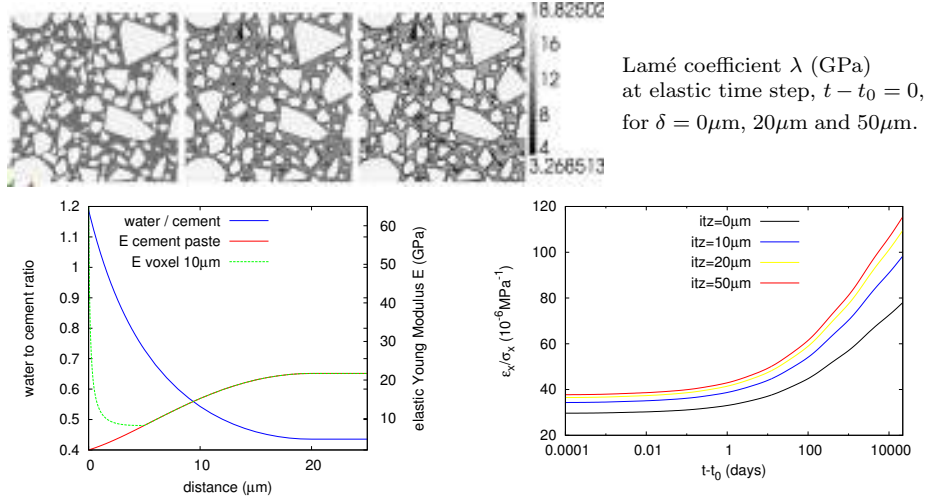 18.82502
16
12
8
4
3.268513
Lamé coefficient λ (GPa)
at elastic time step, t − t₀ = 0,
for δ = 0μm, 20μm and 50μm.
1.2
1.1
1
0.9
0.8
0.7
0.6
0.5
0.4
water to cement ratio
water / cement
E cement paste
E voxel 10μm
60
50
40
30
20
10
elastic Young Modulus E (GPa)
0
10
20
distance (μm)
120
100
80
60
40
20
εₓ/σₓ (10⁻⁶MPa⁻¹)
itz=0μm
itz=10μm
itz=20μm
itz=50μm
0.0001
0.01
1
100
10000
t-t₀ (days)